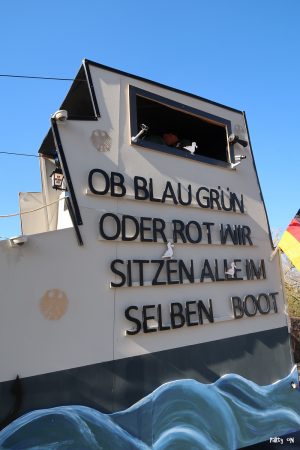 OB BLAU GRÜN
ODER ROT WIR
SITZEN ALLE IM
SELBEN BOOT